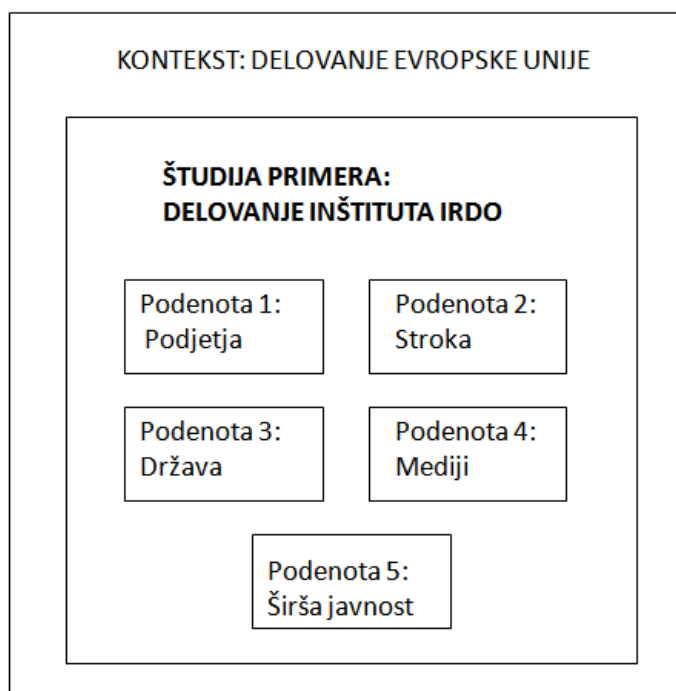 KONTEKST: DELOVANJE EVROPSKE UNIJE
ŠTUDIJA PRIMERA:
DELOVANJE INŠTITUTA IRDO
Podenota 1:
Podjetja
Podenota 2:
Stroka
Podenota 3:
Država
Podenota 4:
Mediji
Podenota 5:
Širša javnost